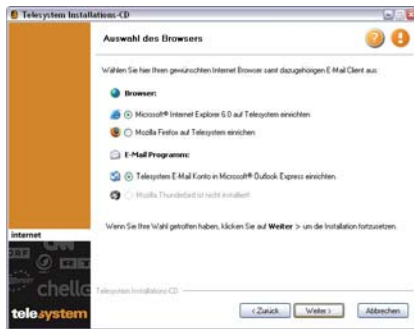 Telesystem Installations-CD
Auswahl des Browsers
Wählen Sie hier Ihren gewünschten Internet Browser samt dazugehörigen E-Mail Client aus.
Browser:
Microsoft® Internet Explorer 6.0 auf Telesystem einrichten
Mozilla Firefox auf Telesystem einrichen
E-Mail Programm:
Telesystem E-Mail Konto in Microsoft® Outlook Express einrichten.
Mozilla Thunderbird ist nicht installiert!
Wenn Sie Ihre Wahl getroffen haben, klicken Sie auf Weiter > um die Installation fortzusetzen.
internet
chello
Telesystem Installations-CD
telesystem
< Zurück
Weiter >
Abbrechen